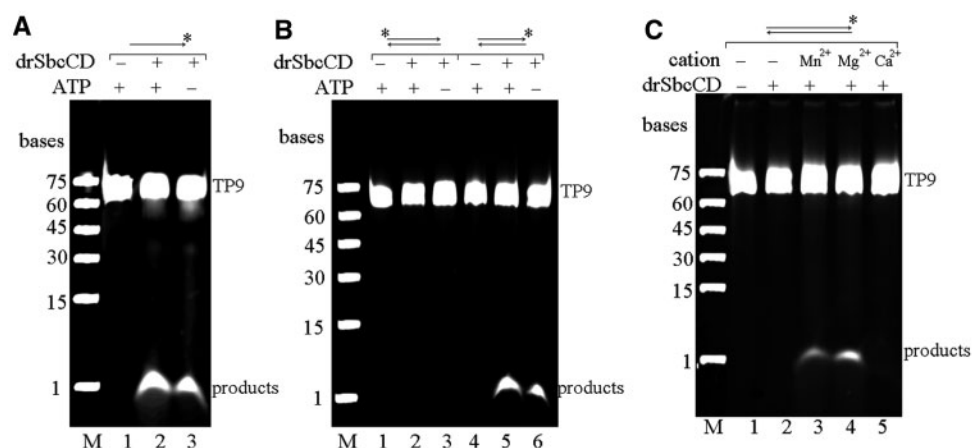 A
*
drSbcCD − + +
ATP + + −
bases
75
60
45
30
15
1
TP9
products
M 1 2 3
B
* *
drSbcCD − + + − + +
ATP + + − + + −
bases
75
60
45
30
15
1
TP9
products
M 1 2 3 4 5 6
C
*
cation − − Mn²⁺ Mg²⁺ Ca²⁺
drSbcCD − + + + +
bases
75
60
45
30
15
1
TP9
products
M 1 2 3 4 5